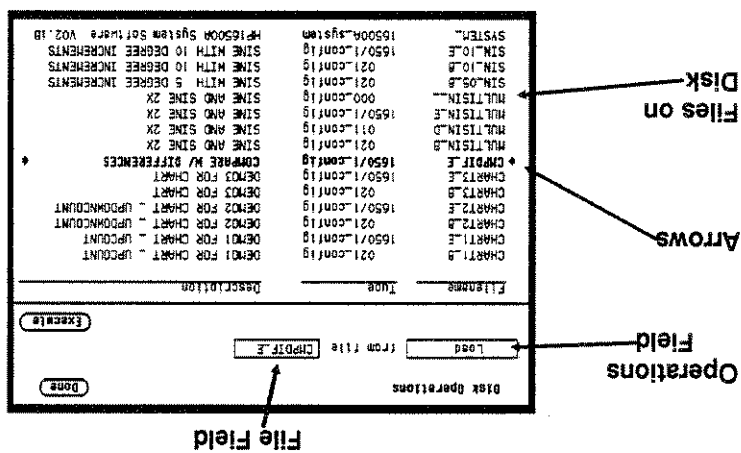 File Field
Disk Operations Done
Operations
Field
Load from file CMPDIF_E
Execute
Filename Type Description
CHART1_B 021_config DEMO1 FOR CHART _ UPCOUNT
CHART1_E 1650/1_config DEMO1 FOR CHART _ UPCOUNT
CHART2_B 021_config DEMO2 FOR CHART _ UPDOWNCOUNT
CHART2_E 1650/1_config DEMO2 FOR CHART _ UPDOWNCOUNT
CHART3_B 021_config DEMO3 FOR CHART
CHART3_E 1650/1_config DEMO3 FOR CHART
CMPDIF_E 1650/1_config COMPARE W/ DIFFERENCES
MULTISIN_B 021_config SINE AND SINE 2X
MULTISIN_D 011_config SINE AND SINE 2X
MULTISIN_E 1650/1_config SINE AND SINE 2X
MULTISIN__ 000_config SINE AND SINE 2X
SIN_05_B 021_config SINE WITH 5 DEGREE INCREMENTS
SIN_10_B 021_config SINE WITH 10 DEGREE INCREMENTS
SIN_10_E 1650/1_config SINE WITH 10 DEGREE INCREMENTS
SYSTEM_ 16500A_system HP16500A System Software V02.1B
Arrows
Files on
Disk